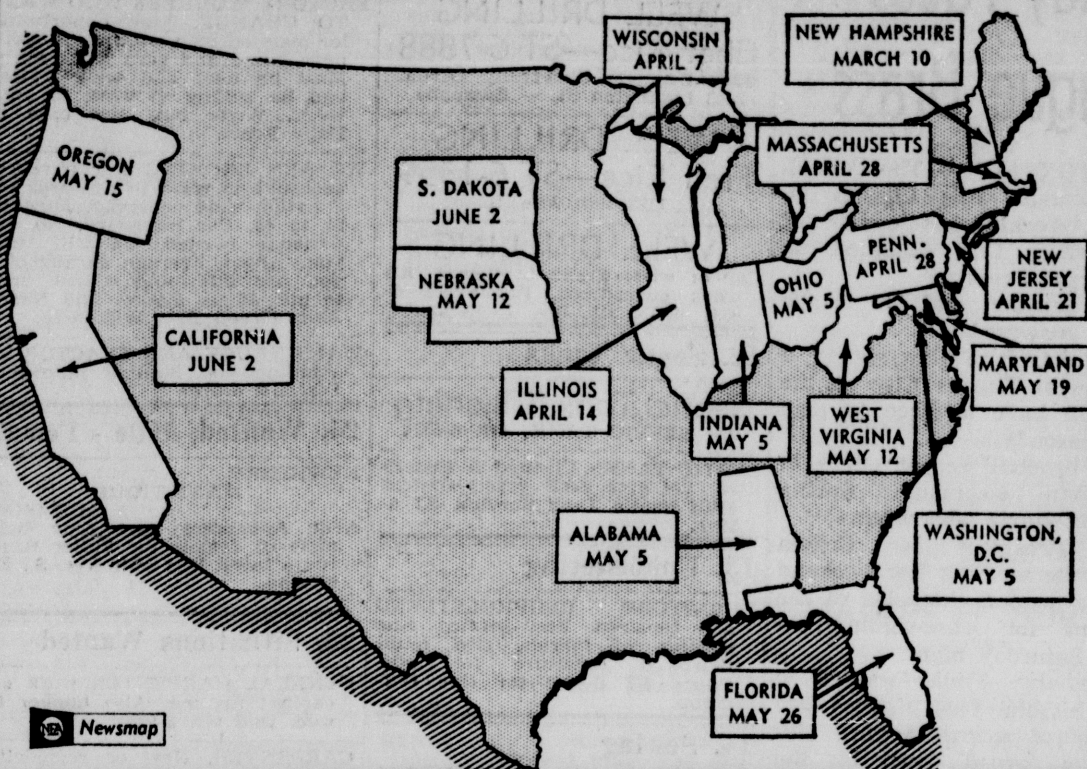 WISCONSIN
APRIL 7
NEW HAMPSHIRE
MARCH 10
MASSACHUSETTS
APRIL 28
OREGON
MAY 15
S. DAKOTA
JUNE 2
NEBRASKA
MAY 12
PENN.
APRIL 28
OHIO
MAY 5
NEW
JERSEY
APRIL 21
CALIFORNIA
JUNE 2
MARYLAND
MAY 19
ILLINOIS
APRIL 14
INDIANA
MAY 5
WEST
VIRGINIA
MAY 12
ALABAMA
MAY 5
WASHINGTON,
D.C.
MAY 5
FLORIDA
MAY 26
NEA Newsmap